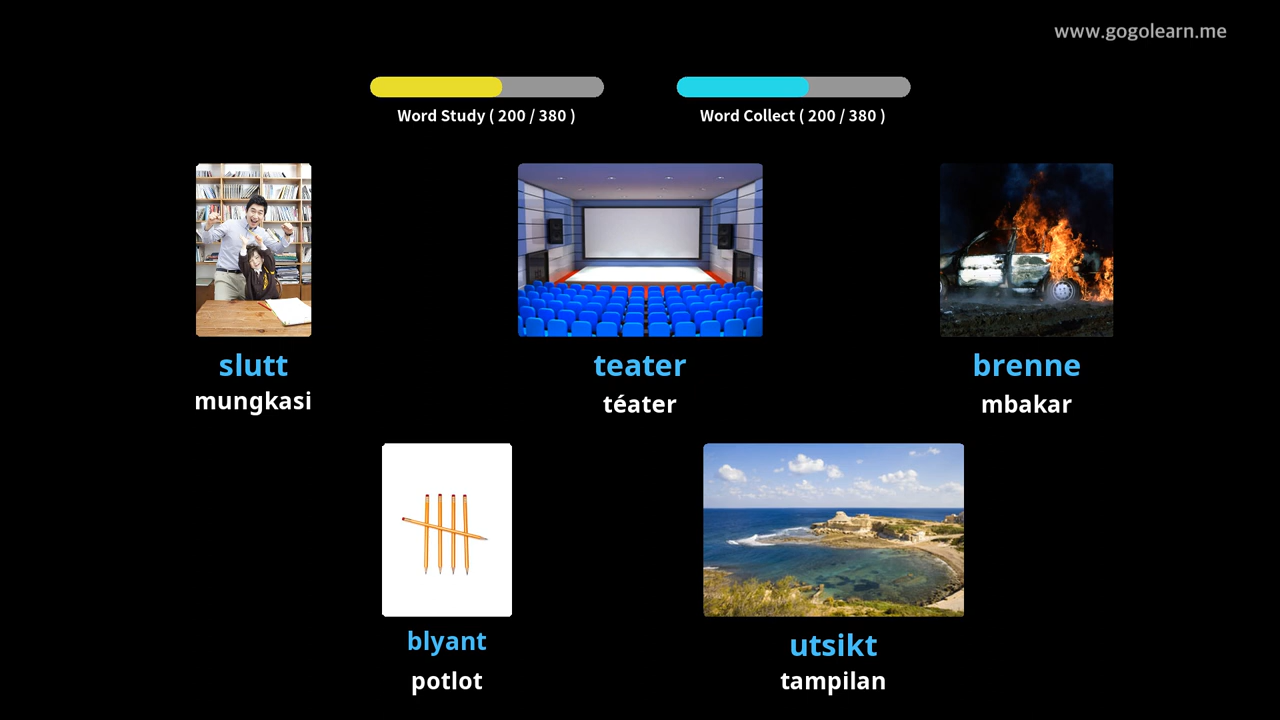 www.gogolearn.me
Word Study ( 200 / 380 )
Word Collect ( 200 / 380 )
slutt
mungkasi
teater
téater
brenne
mbakar
blyant
potlot
utsikt
tampilan